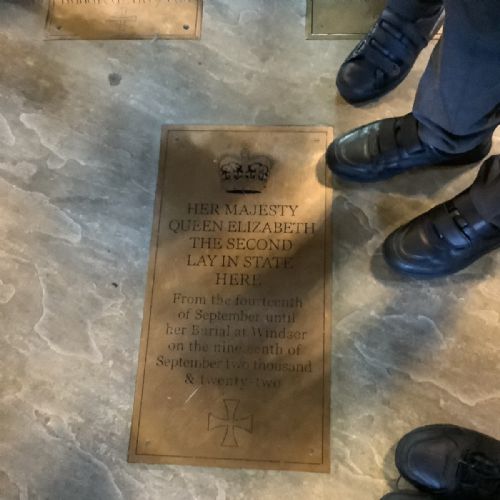 HER MAJESTY
QUEEN ELIZABETH
THE SECOND
LAY IN STATE
HERE
From the fourteenth
of September until
her Burial at Windsor
on the nineteenth of
September two thousand
& twenty-two